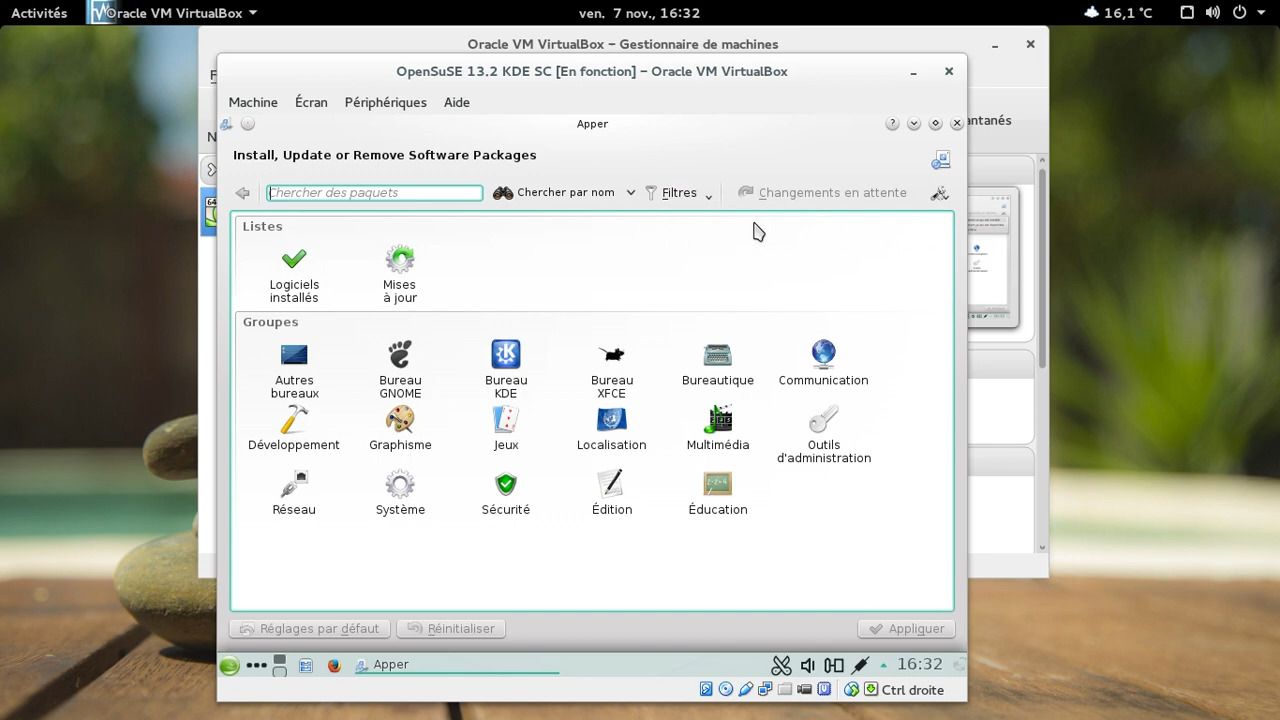 Activités
Oracle VM VirtualBox
ven. 7 nov., 16:32
16,1 °C
Oracle VM VirtualBox – Gestionnaire de machines
OpenSuSE 13.2 KDE SC [En fonction] – Oracle VM VirtualBox
Machine
Écran
Périphériques
Aide
antanés
Apper
Install, Update or Remove Software Packages
Chercher des paquets
Chercher par nom
Filtres
Changements en attente
Listes
Logiciels
installés
Mises
à jour
Groupes
Autres
bureaux
Bureau
GNOME
Bureau
KDE
Bureau
XFCE
Bureautique
Communication
Développement
Graphisme
Jeux
Localisation
Multimédia
Outils
d'administration
Réseau
Système
Sécurité
Édition
Éducation
Réglages par défaut
Réinitialiser
Appliquer
Apper
16:32
Ctrl droite